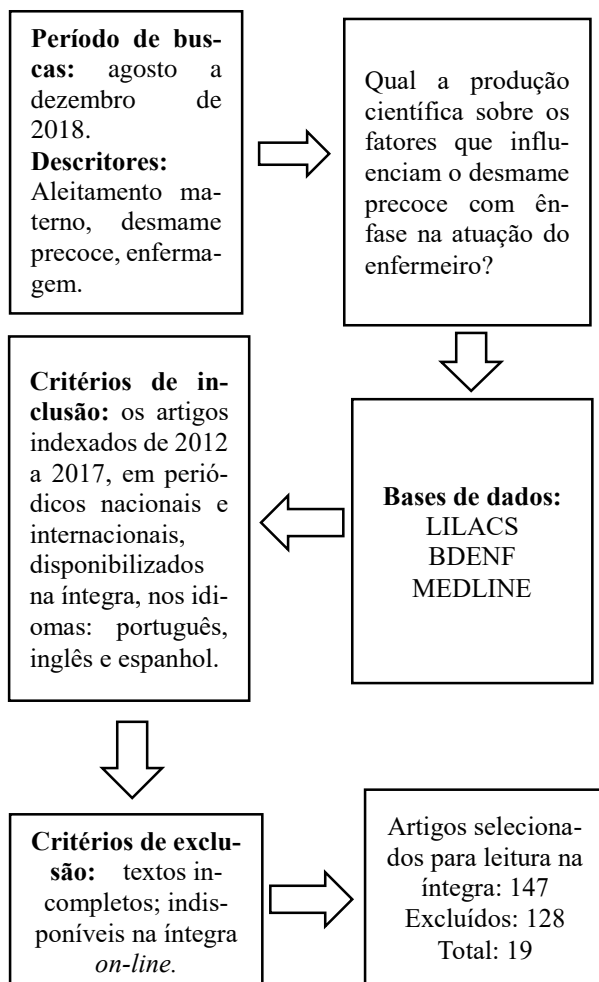 Período de bus-
cas: agosto a
dezembro de
2018.
Descritores:
Aleitamento ma-
terno, desmame
precoce, enferma-
gem.
Qual a produção
científica sobre os
fatores que influ-
enciam o desmame
precoce com ên-
fase na atuação do
enfermeiro?
Bases de dados:
LILACS
BDENF
MEDLINE
Critérios de in-
clusão: os artigos
indexados de 2012
a 2017, em perió-
dicos nacionais e
internacionais,
disponibilizados
na íntegra, nos idi-
omas: português,
inglês e espanhol.
Critérios de exclu-
são: textos in-
completos; indis-
poníveis na íntegra
on-line.
Artigos seleciona-
dos para leitura na
íntegra: 147
Excluídos: 128
Total: 19